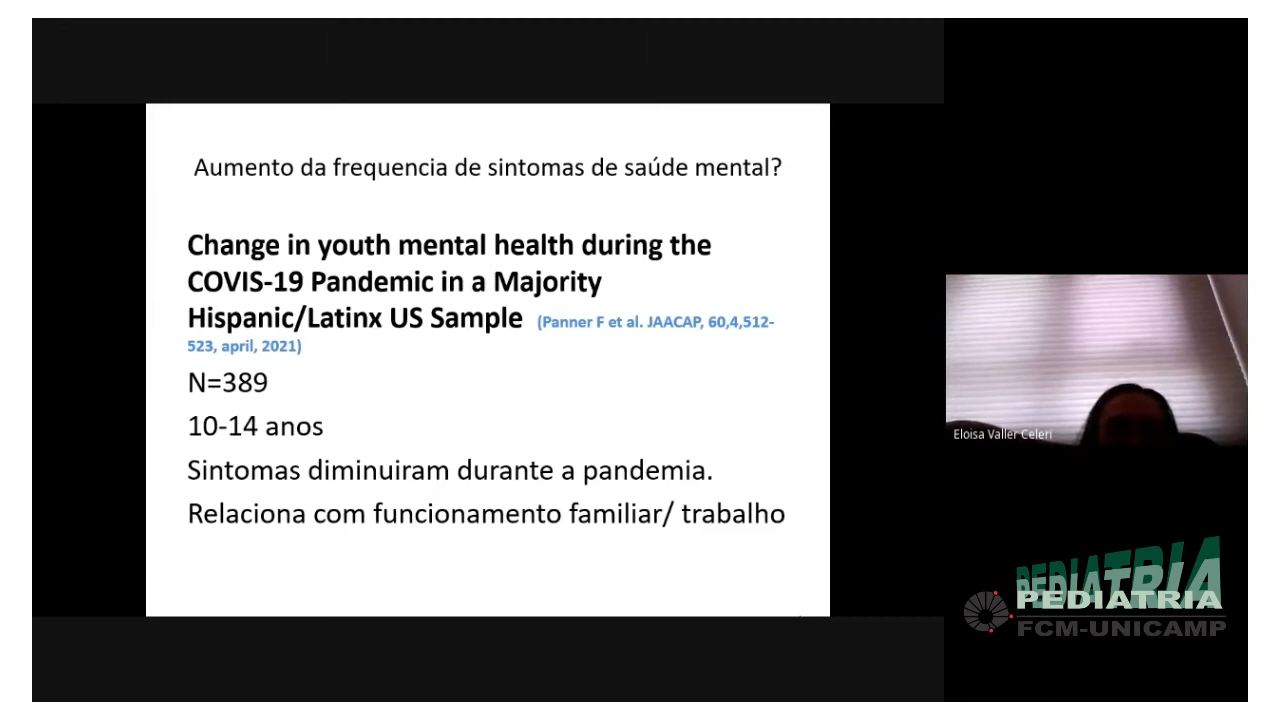 Aumento da frequencia de sintomas de saúde mental?
Change in youth mental health during the
COVIS-19 Pandemic in a Majority
Hispanic/Latinx US Sample (Panner F et al. JAACAP, 60,4,512-
523, april, 2021)
N=389
10-14 anos
Sintomas diminuiram durante a pandemia.
Relaciona com funcionamento familiar/ trabalho
Eloisa Valler Celeri
PEDIATRIA
PEDIATRIA
FCM-UNICAMP